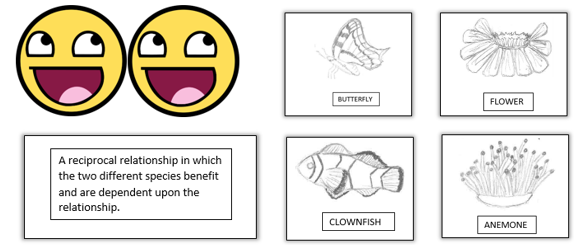 BUTTERFLY
FLOWER
A reciprocal relationship in which
the two different species benefit
and are dependent upon the
relationship.
CLOWNFISH
ANEMONE